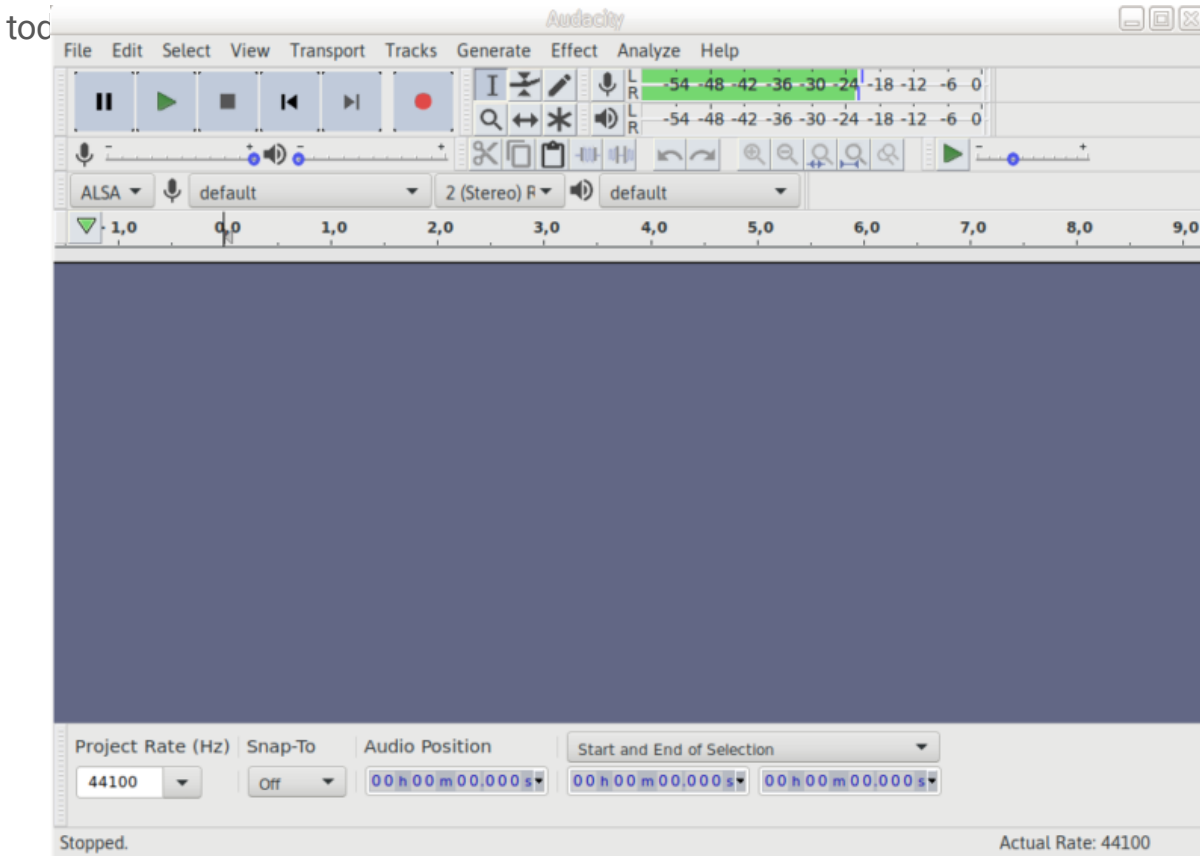 Audacity
tod
File Edit Select View Transport Tracks Generate Effect Analyze Help
L
R
-54 -48 -42 -36 -30 -24 -18 -12 -6 0
L
R
-54 -48 -42 -36 -30 -24 -18 -12 -6 0
ALSA default 2 (Stereo) R default
- 1,0 0,0 1,0 2,0 3,0 4,0 5,0 6,0 7,0 8,0 9,0
Project Rate (Hz) Snap-To Audio Position Start and End of Selection
44100 Off 00 h 00 m 00.000 s 00 h 00 m 00.000 s 00 h 00 m 00.000 s
Stopped. Actual Rate: 44100